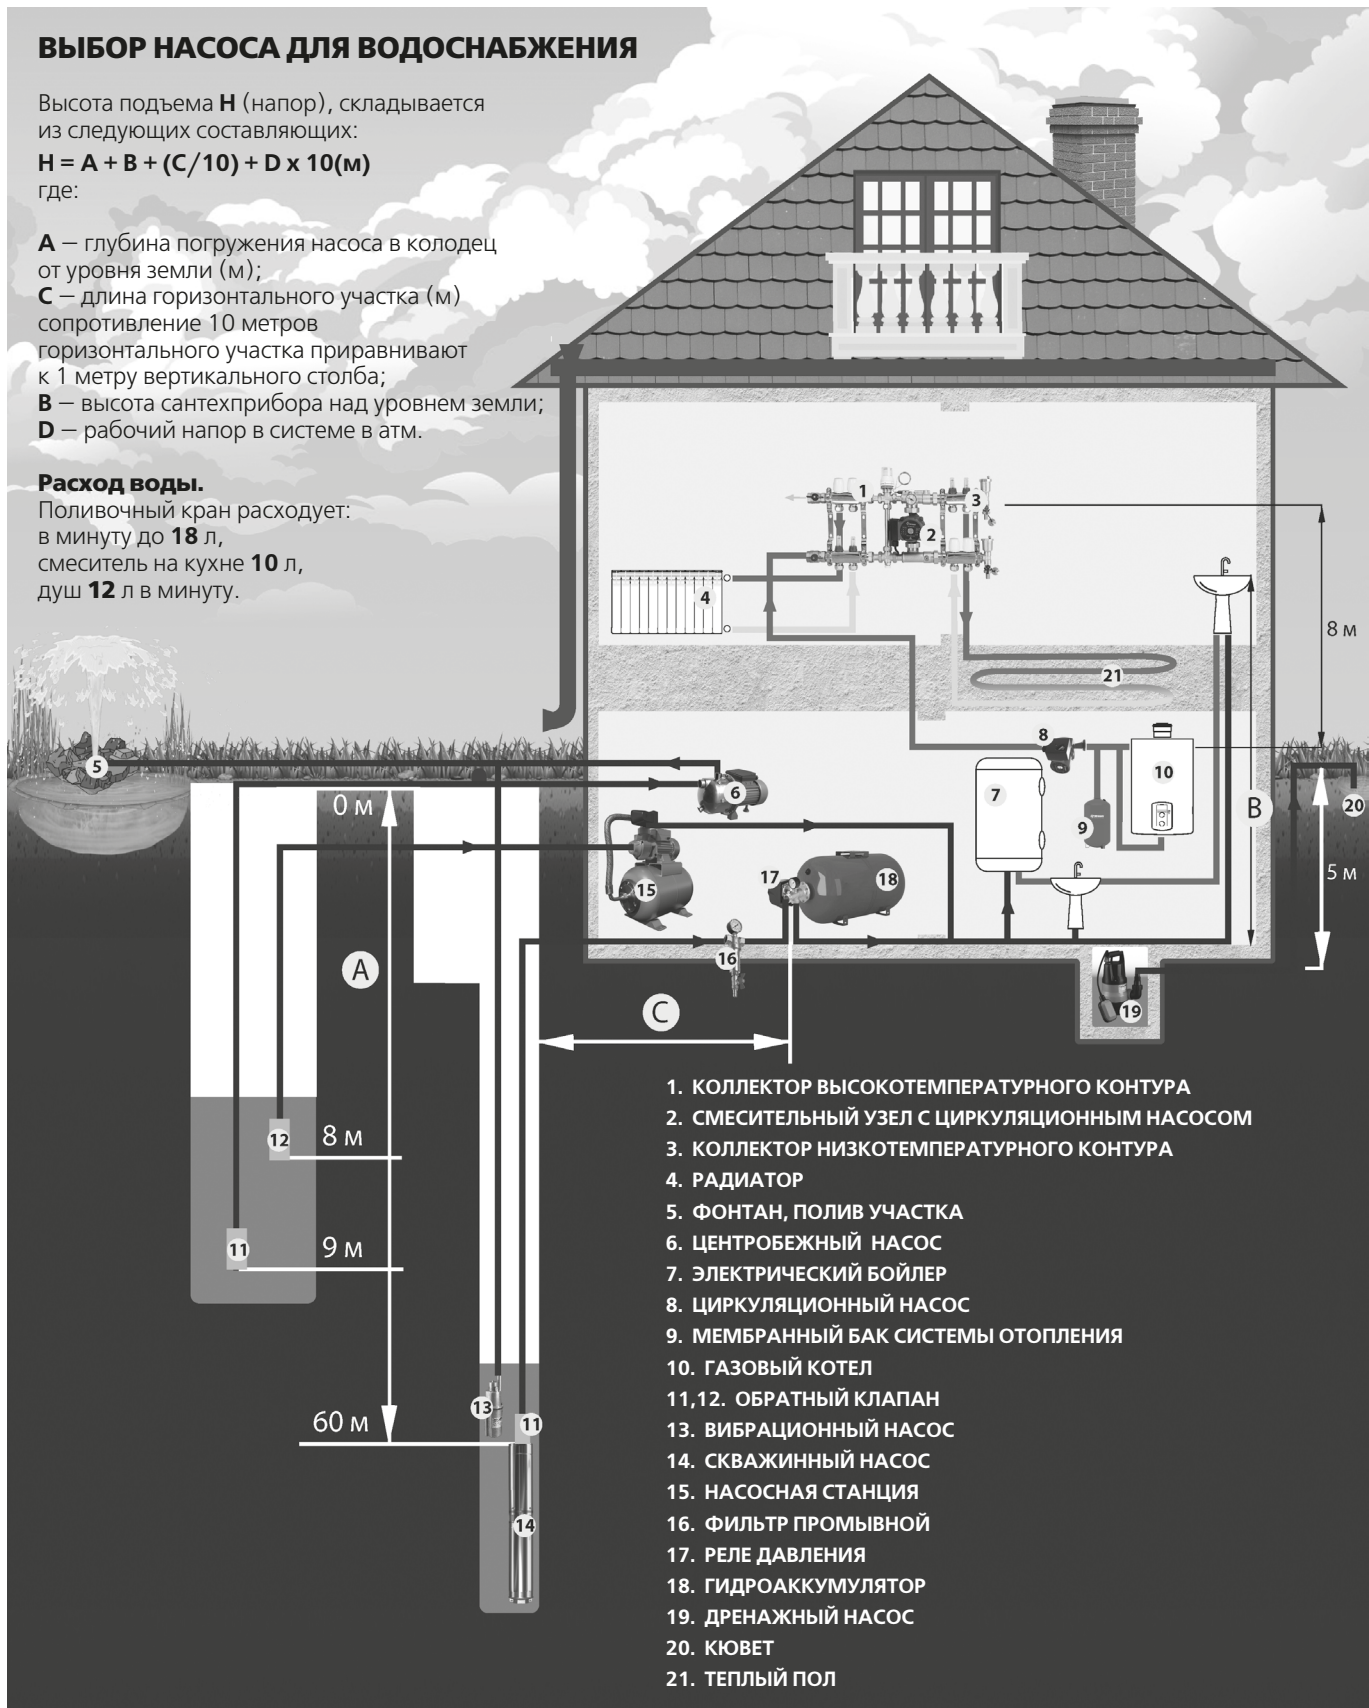 ВЫБОР НАСОСА ДЛЯ ВОДОСНАБЖЕНИЯ
Высота подъема H (напор), складывается
из следующих составляющих:
H = A + B + (C/10) + D x 10(м)
где:
A — глубина погружения насоса в колодец
от уровня земли (м);
C — длина горизонтального участка (м)
сопротивление 10 метров
горизонтального участка приравнивают
к 1 метру вертикального столба;
B — высота сантехприбора над уровнем земли;
D — рабочий напор в системе в атм.
Расход воды.
Поливочный кран расходует:
в минуту до 18 л,
смеситель на кухне 10 л,
душ 12 л в минуту.
1
3
2
4
8 м
21
8
5
10
6
7
0 м
B
20
9
5 м
15
17
18
16
A
19
C
12
8 м
11
9 м
13
60 м
11
14
1. КОЛЛЕКТОР ВЫСОКОТЕМПЕРАТУРНОГО КОНТУРА
2. СМЕСИТЕЛЬНЫЙ УЗЕЛ С ЦИРКУЛЯЦИОННЫМ НАСОСОМ
3. КОЛЛЕКТОР НИЗКОТЕМПЕРАТУРНОГО КОНТУРА
4. РАДИАТОР
5. ФОНТАН, ПОЛИВ УЧАСТКА
6. ЦЕНТРОБЕЖНЫЙ НАСОС
7. ЭЛЕКТРИЧЕСКИЙ БОЙЛЕР
8. ЦИРКУЛЯЦИОННЫЙ НАСОС
9. МЕМБРАННЫЙ БАК СИСТЕМЫ ОТОПЛЕНИЯ
10. ГАЗОВЫЙ КОТЕЛ
11,12. ОБРАТНЫЙ КЛАПАН
13. ВИБРАЦИОННЫЙ НАСОС
14. СКВАЖИННЫЙ НАСОС
15. НАСОСНАЯ СТАНЦИЯ
16. ФИЛЬТР ПРОМЫВНОЙ
17. РЕЛЕ ДАВЛЕНИЯ
18. ГИДРОАККУМУЛЯТОР
19. ДРЕНАЖНЫЙ НАСОС
20. КЮВЕТ
21. ТЕПЛЫЙ ПОЛ